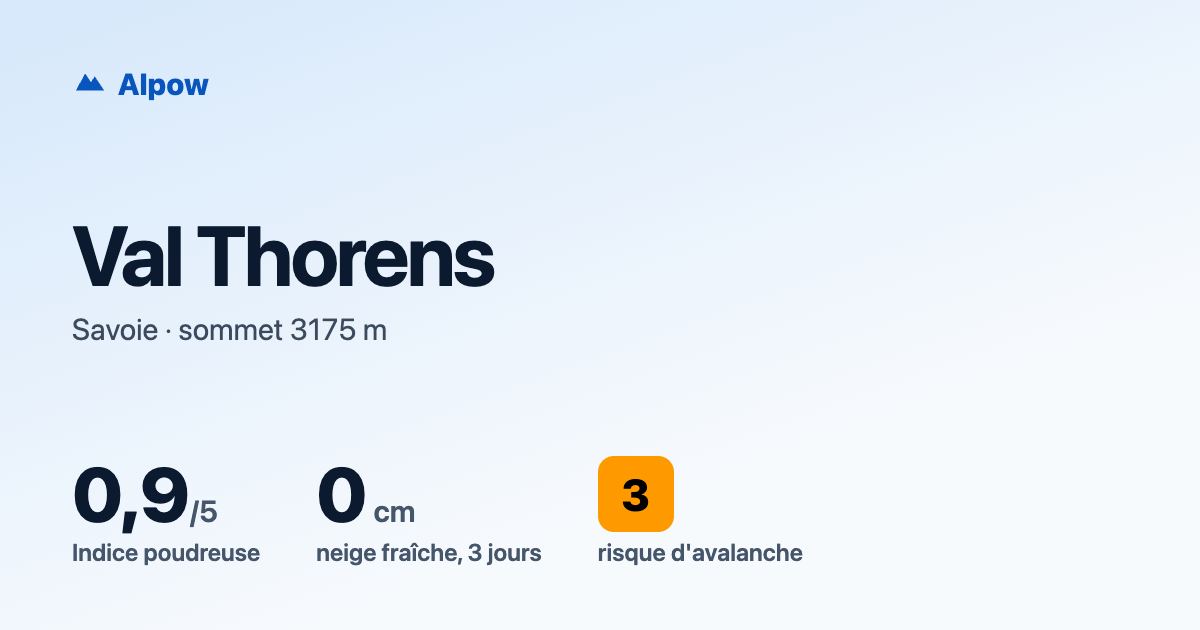 Alpow
Val Thorens
Savoie · sommet 3175 m
0,9/5
Indice poudreuse
0 cm
neige fraîche, 3 jours
3
risque d'avalanche